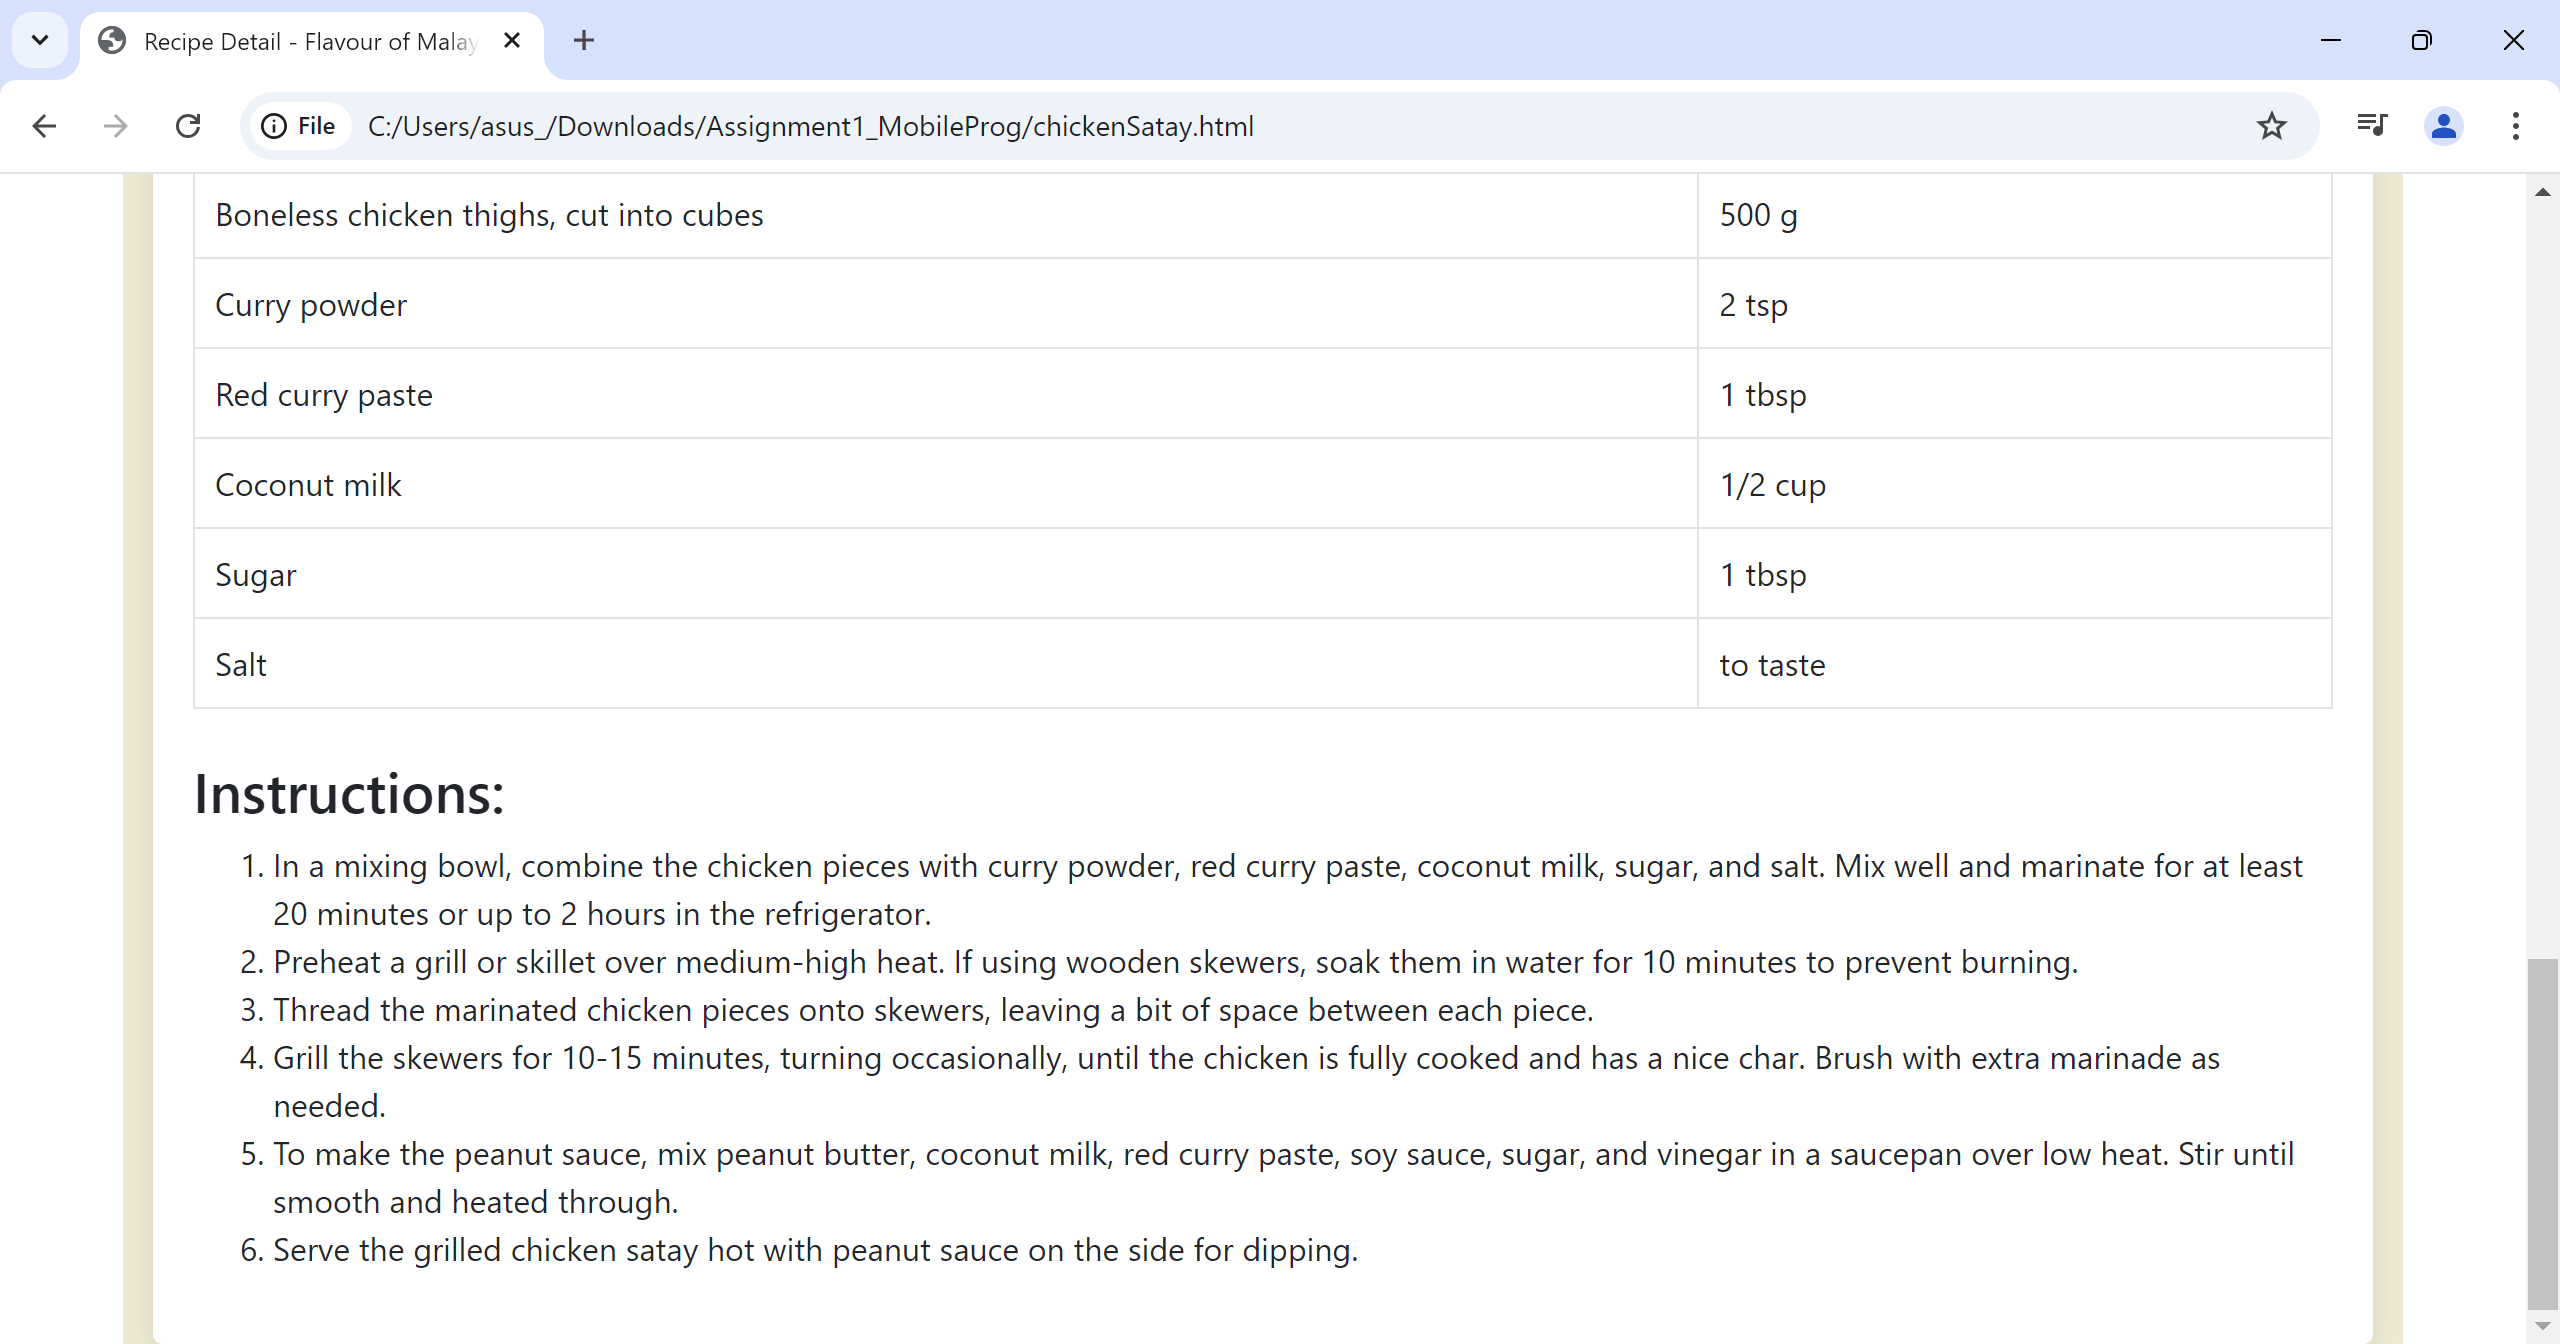 Recipe Detail - Flavour of Malay
File C:/Users/asus_/Downloads/Assignment1_MobileProg/chickenSatay.html
Boneless chicken thighs, cut into cubes 500 g
Curry powder 2 tsp
Red curry paste 1 tbsp
Coconut milk 1/2 cup
Sugar 1 tbsp
Salt to taste
Instructions:
1. In a mixing bowl, combine the chicken pieces with curry powder, red curry paste, coconut milk, sugar, and salt. Mix well and marinate for at least
20 minutes or up to 2 hours in the refrigerator.
2. Preheat a grill or skillet over medium-high heat. If using wooden skewers, soak them in water for 10 minutes to prevent burning.
3. Thread the marinated chicken pieces onto skewers, leaving a bit of space between each piece.
4. Grill the skewers for 10-15 minutes, turning occasionally, until the chicken is fully cooked and has a nice char. Brush with extra marinade as
needed.
5. To make the peanut sauce, mix peanut butter, coconut milk, red curry paste, soy sauce, sugar, and vinegar in a saucepan over low heat. Stir until
smooth and heated through.
6. Serve the grilled chicken satay hot with peanut sauce on the side for dipping.